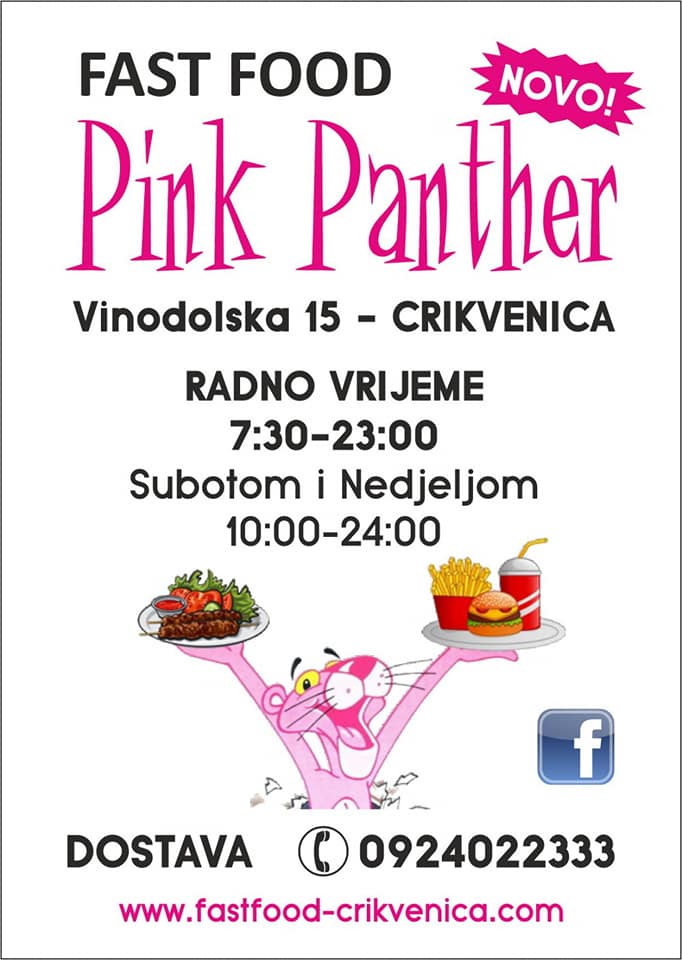 FAST FOOD
NOVO!
Pink Panther
Vinodolska 15 - CRIKVENICA
RADNO VRIJEME
7:30-23:00
Subotom i Nedjeljom
10:00-24:00
f
DOSTAVA 0924022333
www.fastfood-crikvenica.com